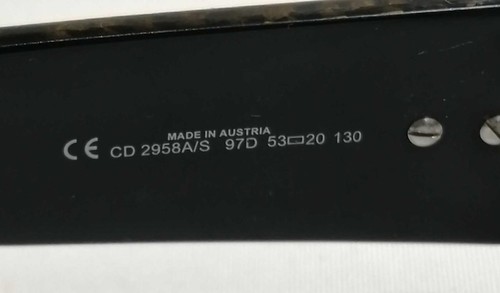 MADE IN AUSTRIA
CE CD 2958A/S 97D 53▭20 130